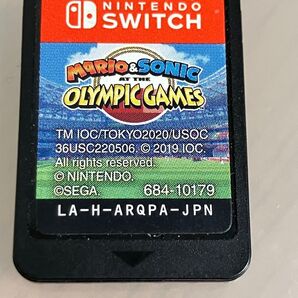 NINTENDO
SWITCH
MARIO & SONIC
AT THE
OLYMPIC GAMES
TM IOC/TOKYO2020/USOC
36USC220506. © 2019 IOC.
All rights reserved.
© NINTENDO.
©SEGA. 684-10179
LA-H-ARQPA-JPN